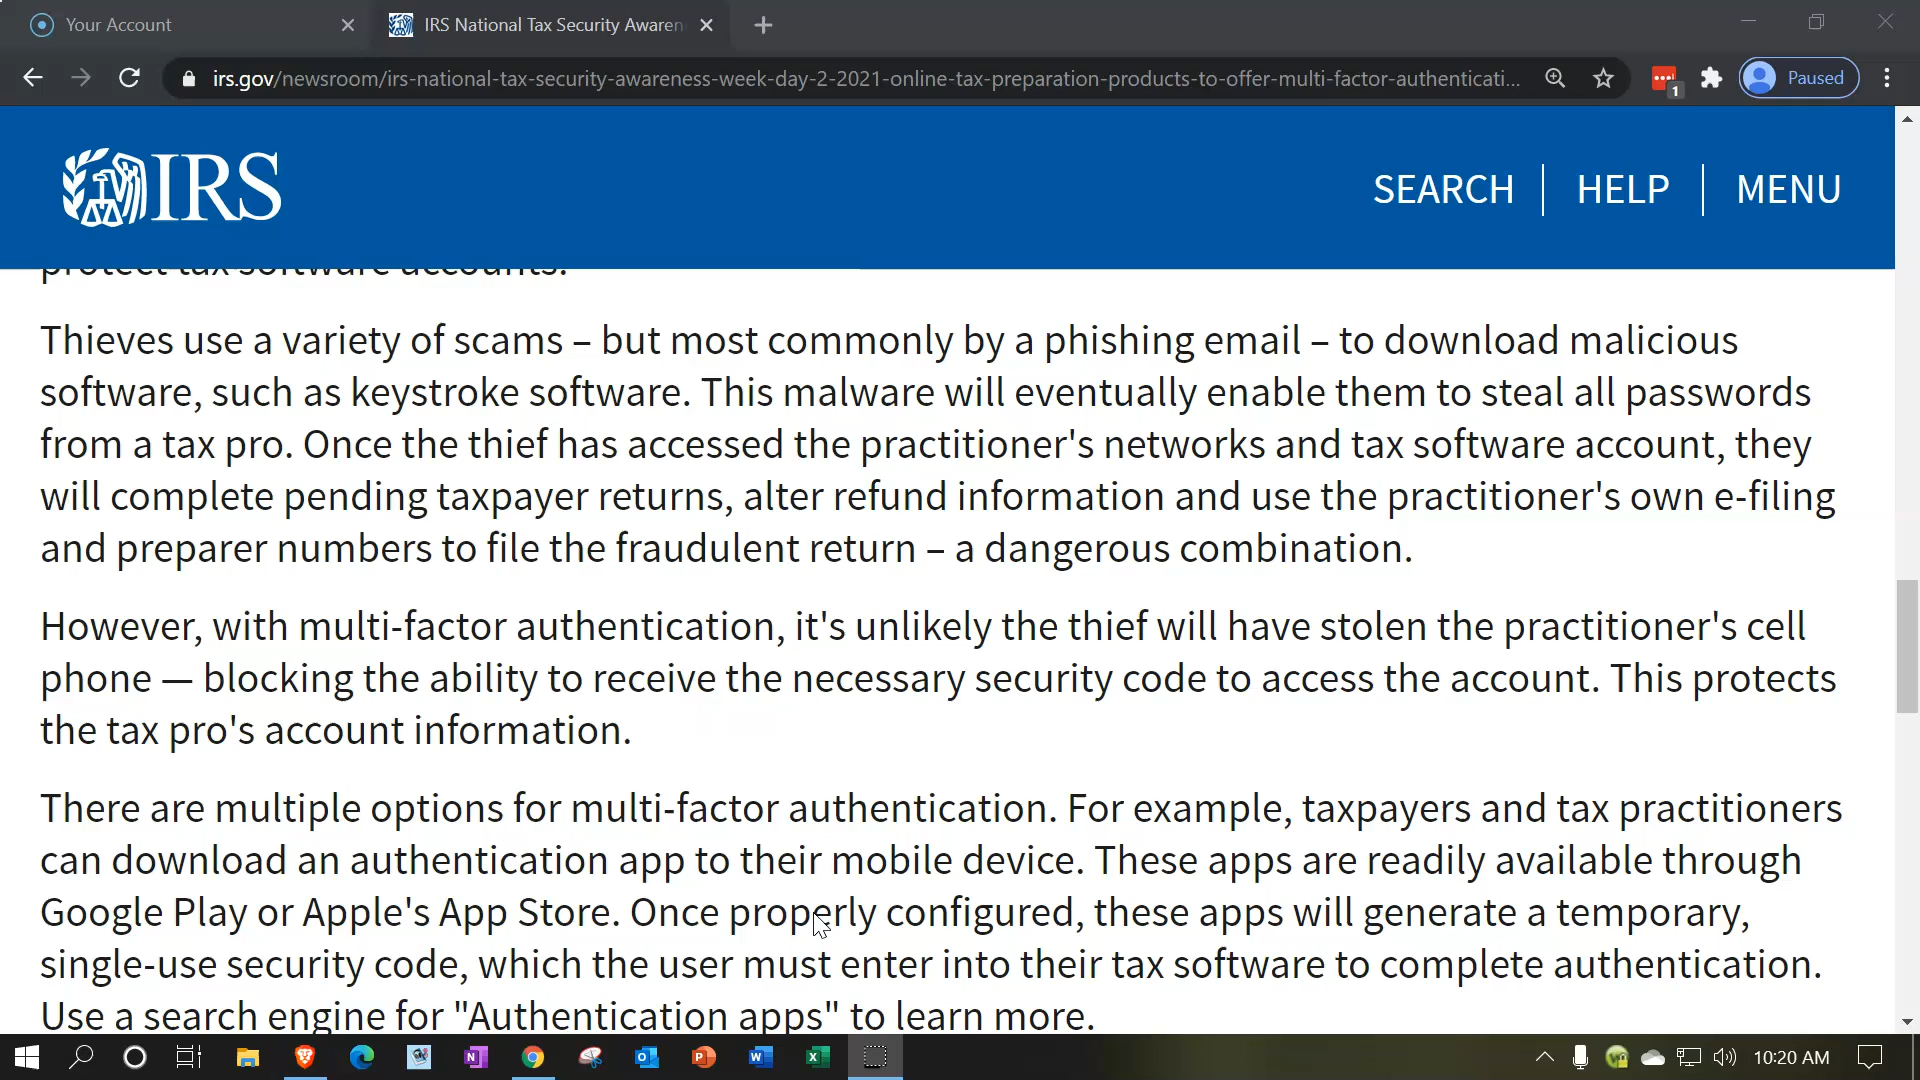 Your Account
IRS National Tax Security Awaren
irs.gov/newsroom/irs-national-tax-security-awareness-week-day-2-2021-online-tax-preparation-products-to-offer-multi-factor-authenticati...
1
Paused
IRS
SEARCH
HELP
MENU
protect tax software accounts.
Thieves use a variety of scams – but most commonly by a phishing email – to download malicious
software, such as keystroke software. This malware will eventually enable them to steal all passwords
from a tax pro. Once the thief has accessed the practitioner's networks and tax software account, they
will complete pending taxpayer returns, alter refund information and use the practitioner's own e-filing
and preparer numbers to file the fraudulent return – a dangerous combination.
However, with multi-factor authentication, it's unlikely the thief will have stolen the practitioner's cell
phone — blocking the ability to receive the necessary security code to access the account. This protects
the tax pro's account information.
There are multiple options for multi-factor authentication. For example, taxpayers and tax practitioners
can download an authentication app to their mobile device. These apps are readily available through
Google Play or Apple's App Store. Once properly configured, these apps will generate a temporary,
single-use security code, which the user must enter into their tax software to complete authentication.
Use a search engine for "Authentication apps" to learn more.
10:20 AM